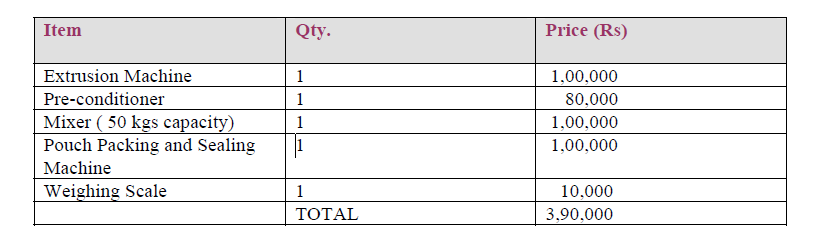 Item Qty. Price (Rs)
Extrusion Machine 1 1,00,000
Pre-conditioner 1 80,000
Mixer ( 50 kgs capacity) 1 1,00,000
Pouch Packing and Sealing 1 1,00,000
Machine
Weighing Scale 1 10,000
TOTAL 3,90,000